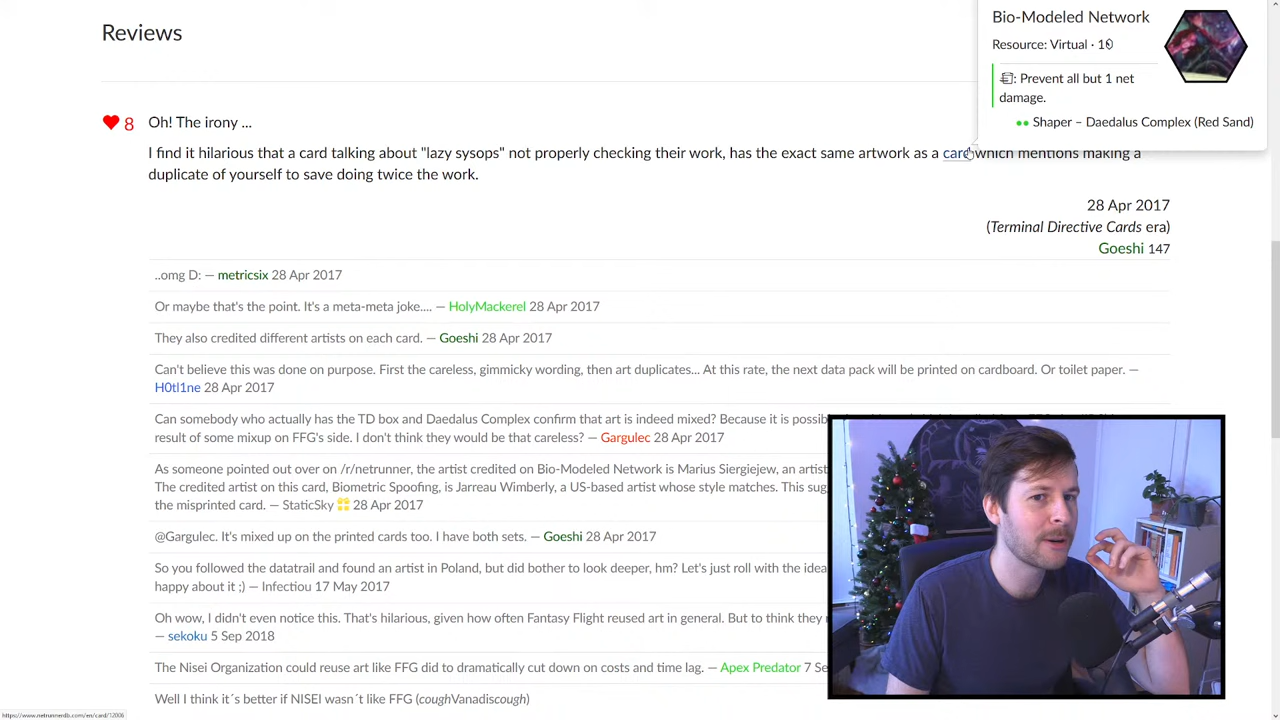 Reviews
Bio-Modeled Network
Resource: Virtual · 1
: Prevent all but 1 net
damage.
Shaper – Daedalus Complex (Red Sand)
8 Oh! The irony ...
I find it hilarious that a card talking about "lazy sysops" not properly checking their work, has the exact same artwork as a card which mentions making a
duplicate of yourself to save doing twice the work.
28 Apr 2017
(Terminal Directive Cards era)
Goeshi 147
..omg D: — metricsix 28 Apr 2017
Or maybe that's the point. It's a meta-meta joke.... — HolyMackerel 28 Apr 2017
They also credited different artists on each card. — Goeshi 28 Apr 2017
Can't believe this was done on purpose. First the careless, gimmicky wording, then art duplicates... At this rate, the next data pack will be printed on cardboard. Or toilet paper. —
H0tl1ne 28 Apr 2017
Can somebody who actually has the TD box and Daedalus Complex confirm that art is indeed mixed? Because it is
result of some mixup on FFG's side. I don't think they would be that careless? — Gargulec 28 Apr 2017
As someone pointed out over on /r/netrunner, the artist credited on Bio-Modeled Network is Marius Siergiejew, an artist
The credited artist on this card, Biometric Spoofing, is Jarreau Wimberly, a US-based artist whose style matches. This
the misprinted card. — StaticSky 28 Apr 2017
@Gargulec. It's mixed up on the printed cards too. I have both sets. — Goeshi 28 Apr 2017
So you followed the datatrail and found an artist in Poland, but did bother to look deeper, hm? Let's just roll with the idea
happy about it ;) — Infectiou 17 May 2017
Oh wow, I didn't even notice this. That's hilarious, given how often Fantasy Flight reused art in general. But to think they
— sekoku 5 Sep 2018
The Nisei Organization could reuse art like FFG did to dramatically cut down on costs and time lag. — Apex Predator 7
Well I think it´s better if NISEI wasn´t like FFG (coughVanadiscough)
https://www.netrunnerdb.com/en/card/12006